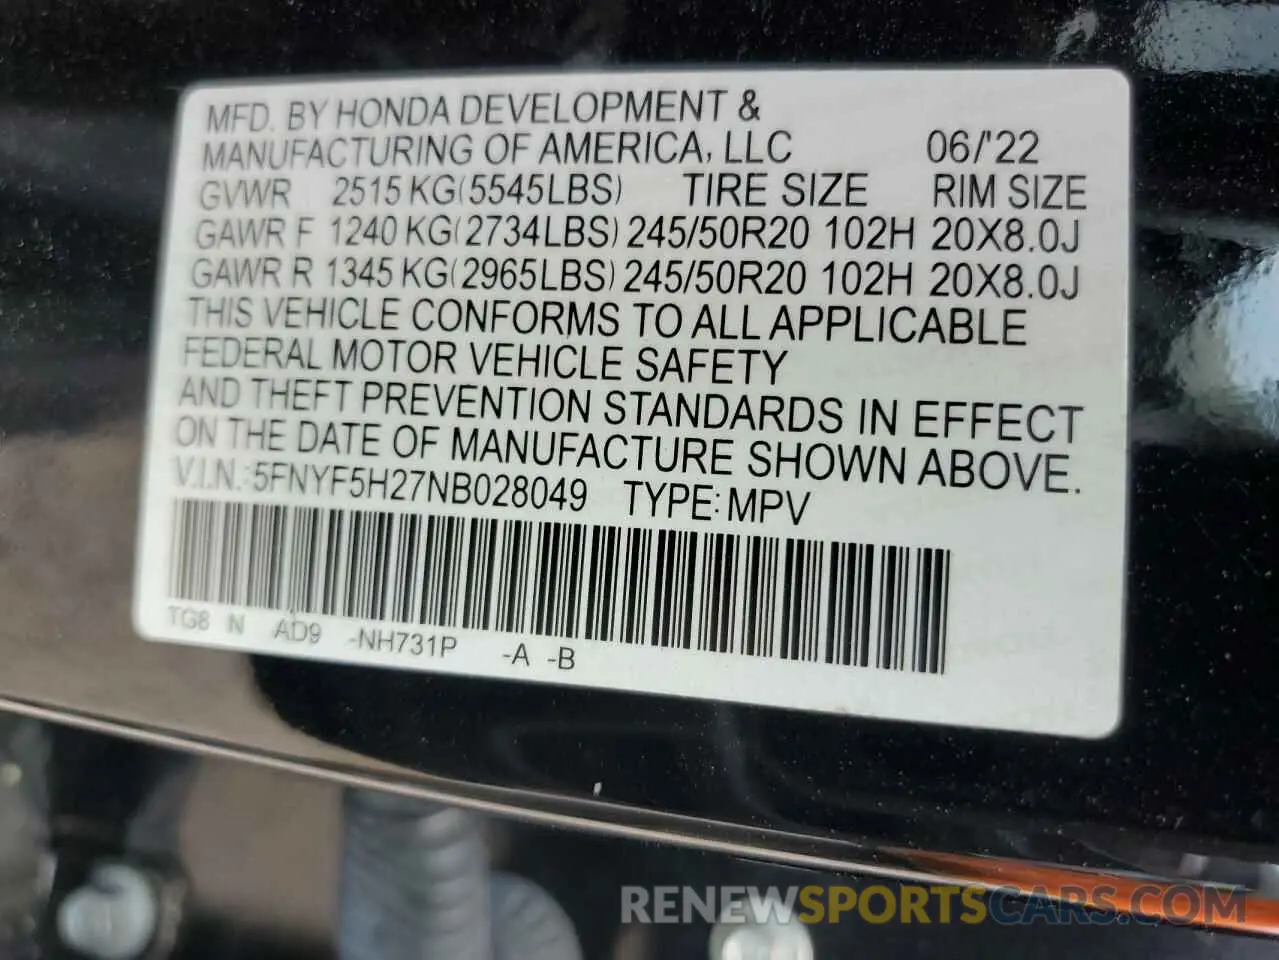 MFD. BY HONDA DEVELOPMENT &
MANUFACTURING OF AMERICA, LLC 06/'22
GVWR 2515 KG(5545LBS) TIRE SIZE RIM SIZE
GAWR F 1240 KG(2734LBS) 245/50R20 102H 20X8.0J
GAWR R 1345 KG(2965LBS) 245/50R20 102H 20X8.0J
THIS VEHICLE CONFORMS TO ALL APPLICABLE
FEDERAL MOTOR VEHICLE SAFETY
AND THEFT PREVENTION STANDARDS IN EFFECT
ON THE DATE OF MANUFACTURE SHOWN ABOVE.
V.I.N.: 5FNYF5H27NB028049 TYPE: MPV
TG8 N AD9 -NH731P -A -B
RENEWSPORTSCARS.COM